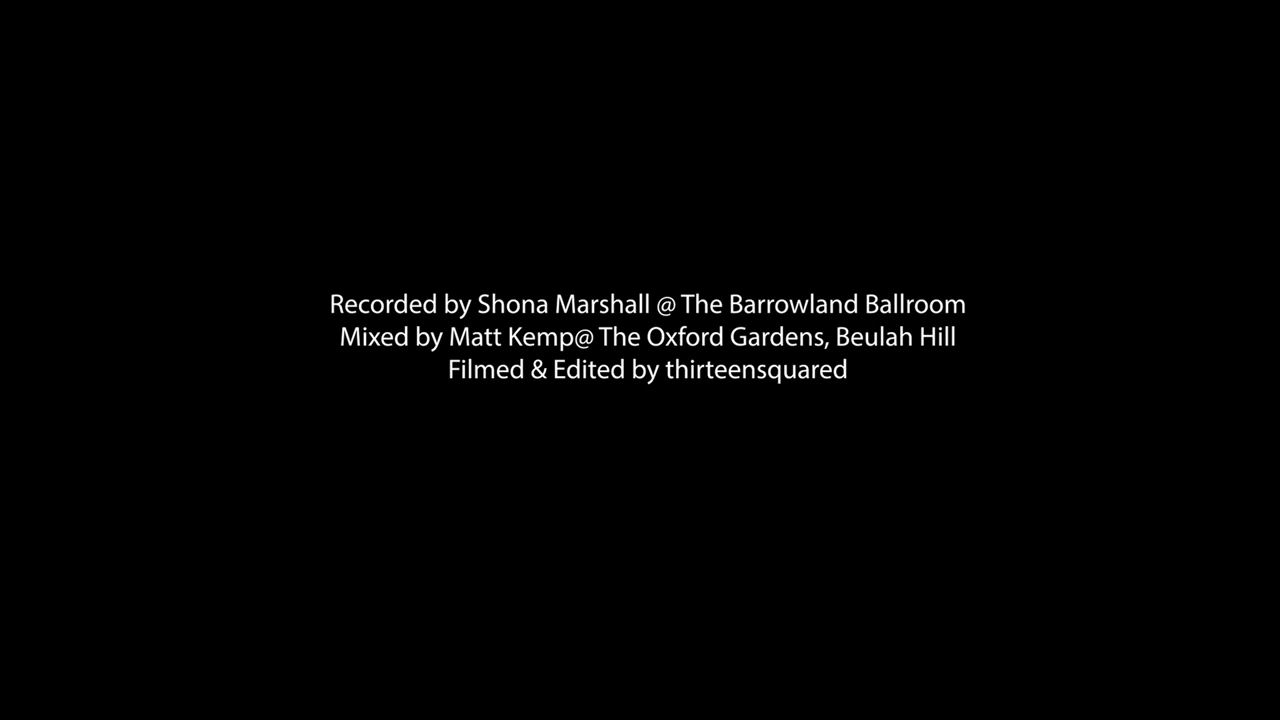 Recorded by Shona Marshall @ The Barrowland Ballroom
Mixed by Matt Kemp@ The Oxford Gardens, Beulah Hill
Filmed & Edited by thirteensquared